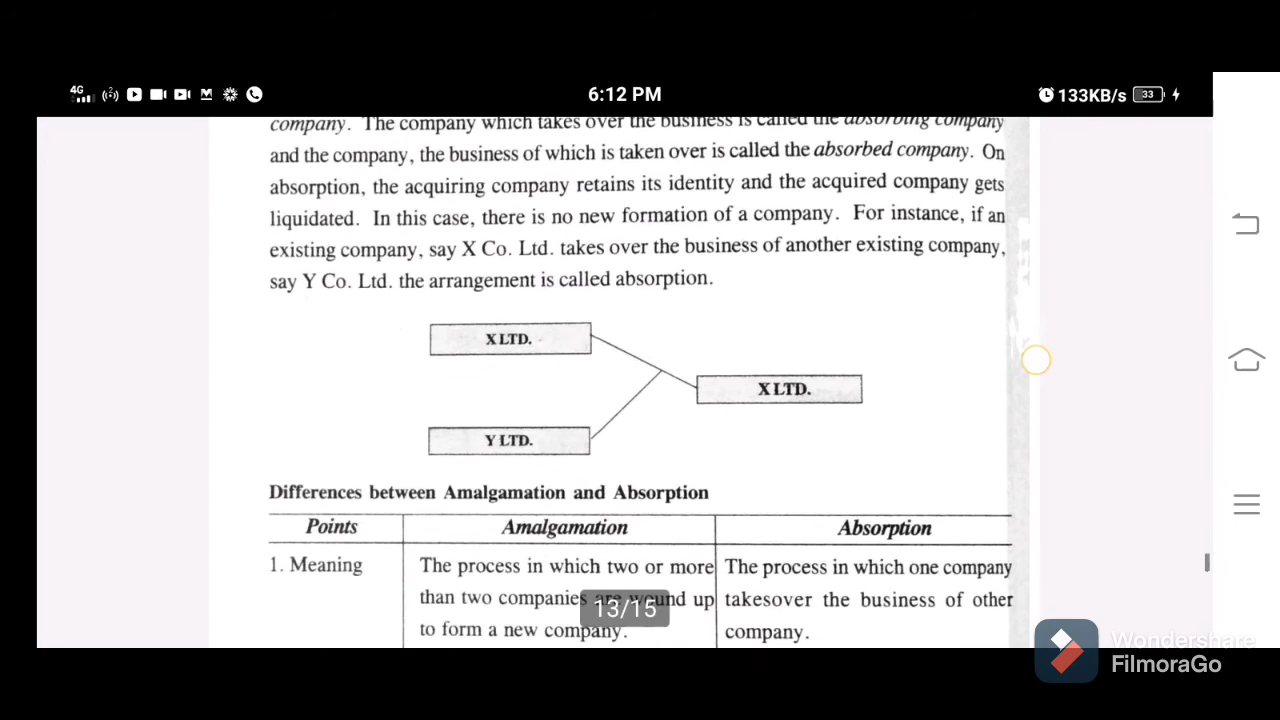 4G
2
6:12 PM
133KB/s 33
company. The company which takes over the business is called the absorbing company
and the company, the business of which is taken over is called the absorbed company. On
absorption, the acquiring company retains its identity and the acquired company gets
liquidated. In this case, there is no new formation of a company. For instance, if an
existing company, say X Co. Ltd. takes over the business of another existing company,
say Y Co. Ltd. the arrangement is called absorption.
X LTD.
X LTD.
Y LTD.
Differences between Amalgamation and Absorption
Points Amalgamation Absorption
1. Meaning The process in which two or more The process in which one company
than two companies are wound up takesover the business of other
to form a new company. company.
13/15
Wondershare
FilmoraGo